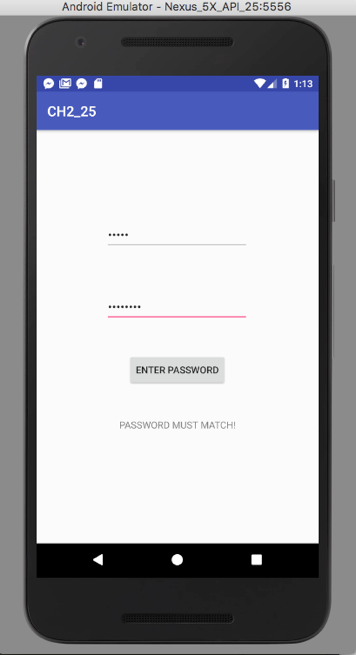 Android Emulator - Nexus_5X_API_25:5556
1:13
CH2_25
•••••
••••••••
ENTER PASSWORD
PASSWORD MUST MATCH!